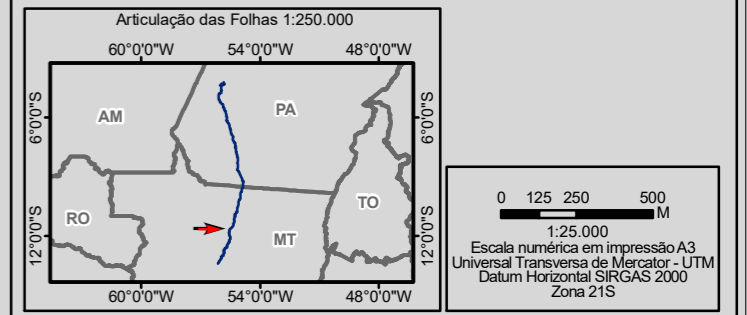 Articulação das Folhas 1:250.000
60°0'0"W 54°0'0"W 48°0'0"W
6°0'0"S 6°0'0"S
AM PA
RO MT TO
12°0'0"S 12°0'0"S
60°0'0"W 54°0'0"W 48°0'0"W
0 125 250 500
M
1:25.000
Escala numérica em impressão A3
Universal Transversa de Mercator - UTM
Datum Horizontal SIRGAS 2000
Zona 21S